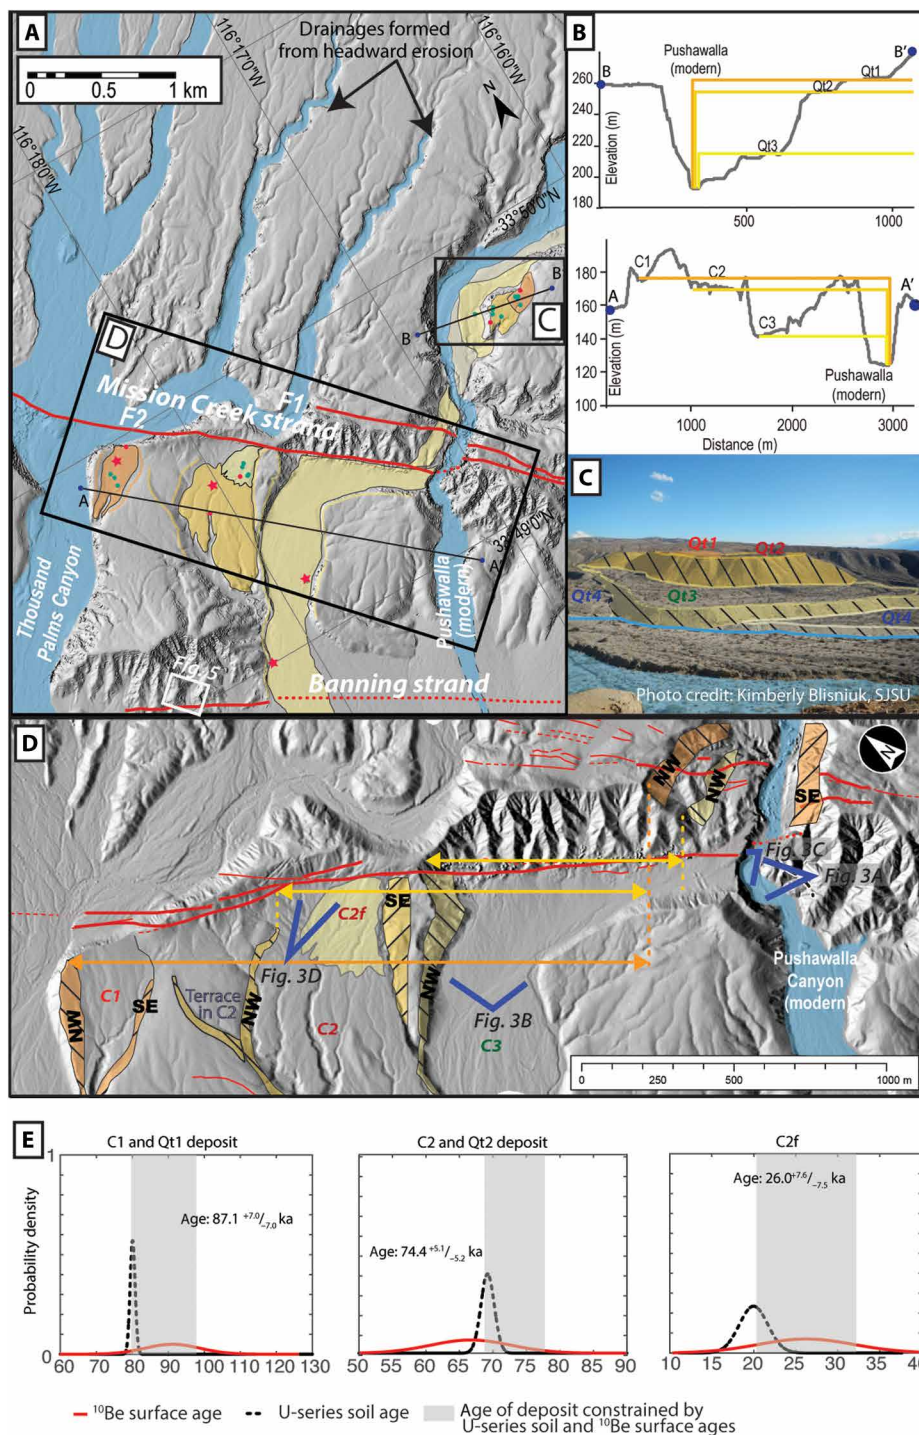 A
Drainages formed
from headward erosion
116°17'0"W
116°16'0"W
116°18'0"W
0 0.5 1 km
N
33°50'0"N
B'
B
C
D
Mission Creek strand
F1
F2
A
A'
33°49'0"N
Thousand
Palms Canyon
Pushawalla
(modern)
Fig. 5
Banning strand
B
Pushawalla
(modern)
B'
B
260
240
220
200
180
Elevation (m)
Qt1
Qt2
Qt3
500
1000
180
160
140
120
100
Elevation (m)
A
C1
C2
C3
A'
Pushawalla
(modern)
1000
2000
3000
Distance (m)
C
Qt1
Qt2
Qt4
Qt3
Qt4
Photo credit: Kimberly Blisniuk, SJSU
D
N
NW
NW
SE
Fig. 3C
Fig. 3A
C2f
SE
Fig. 3D
C1
SE
NW
Terrace
in C2
NW
C2
NW
Fig. 3B
C3
Pushawalla
Canyon
(modern)
0 250 500 750 1000 m
E
C1 and Qt1 deposit
C2 and Qt2 deposit
C2f
1
0
Probability density
Age: 87.1 +7.0/−7.0 ka
Age: 74.4 +5.1/−5.2 ka
Age: 26.0 +7.6/−7.5 ka
60 70 80 90 100 110 120 130
50 55 60 65 70 75 80 85 90
10 15 20 25 30 35 40
10Be surface age
U-series soil age
Age of deposit constrained by
U-series soil and 10Be surface ages